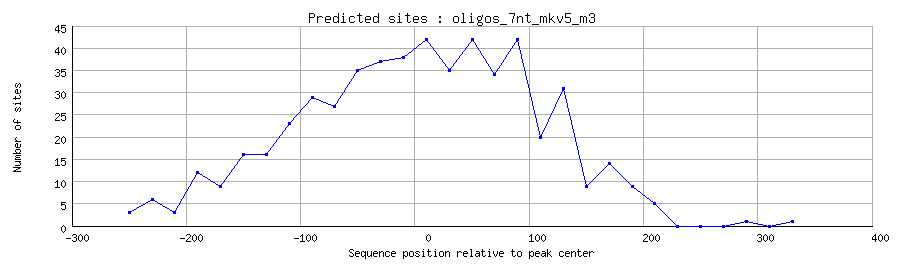 Predicted sites : oligos_7nt_mkv5_m3
45
40
35
30
25
20
15
10
5
0
Number of sites
-300 -200 -100 0 100 200 300 400
Sequence position relative to peak center